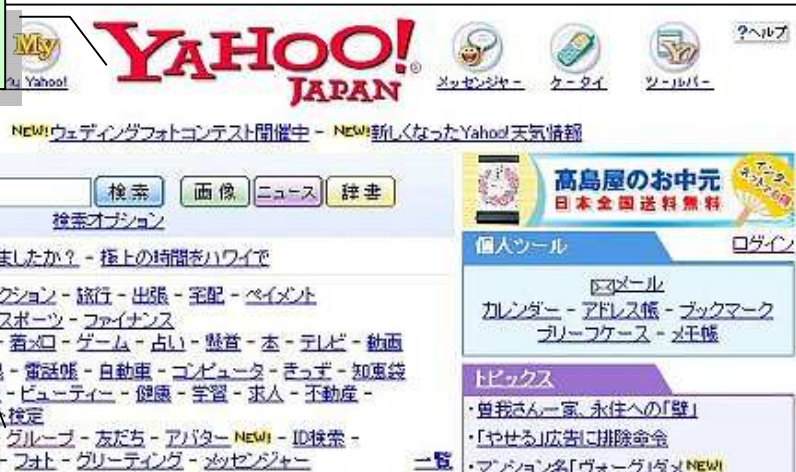 My
Yahoo!
YAHOO!
JAPAN
メッセンジャー ケータイ ツールバー
?ヘルプ
NEW!ウェディングフォトコンテスト開催中 - NEW!新しくなったYahoo!天気情報
検索 画像 ニュース 辞書
検索オプション
高島屋のお中元
日本全国送料無料
ましたか? - 極上の時間をハワイで
個人ツール ログイン
メール
カレンダー - アドレス帳 - ブックマーク
ブリーフケース - メモ帳
クション - 旅行 - 出張 - 宅配 - ペイメント
スポーツ - ファイナンス
- 着メロ - ゲーム - 占い - 懸賞 - 本 - テレビ - 動画
- 電話帳 - 自動車 - コンピュータ - きっず - 知恵袋
- ビューティー - 健康 - 学習 - 求人 - 不動産 -
検定
グループ - 友だち - アバター NEW! - ID検索 -
- フォト - グリーティング - メッセンジャー
一覧
トピックス
・曽我さん一家、永住への「壁」
・「やせる」広告に排除命令
・マンション名「ヴォーグ」ダメ NEW!